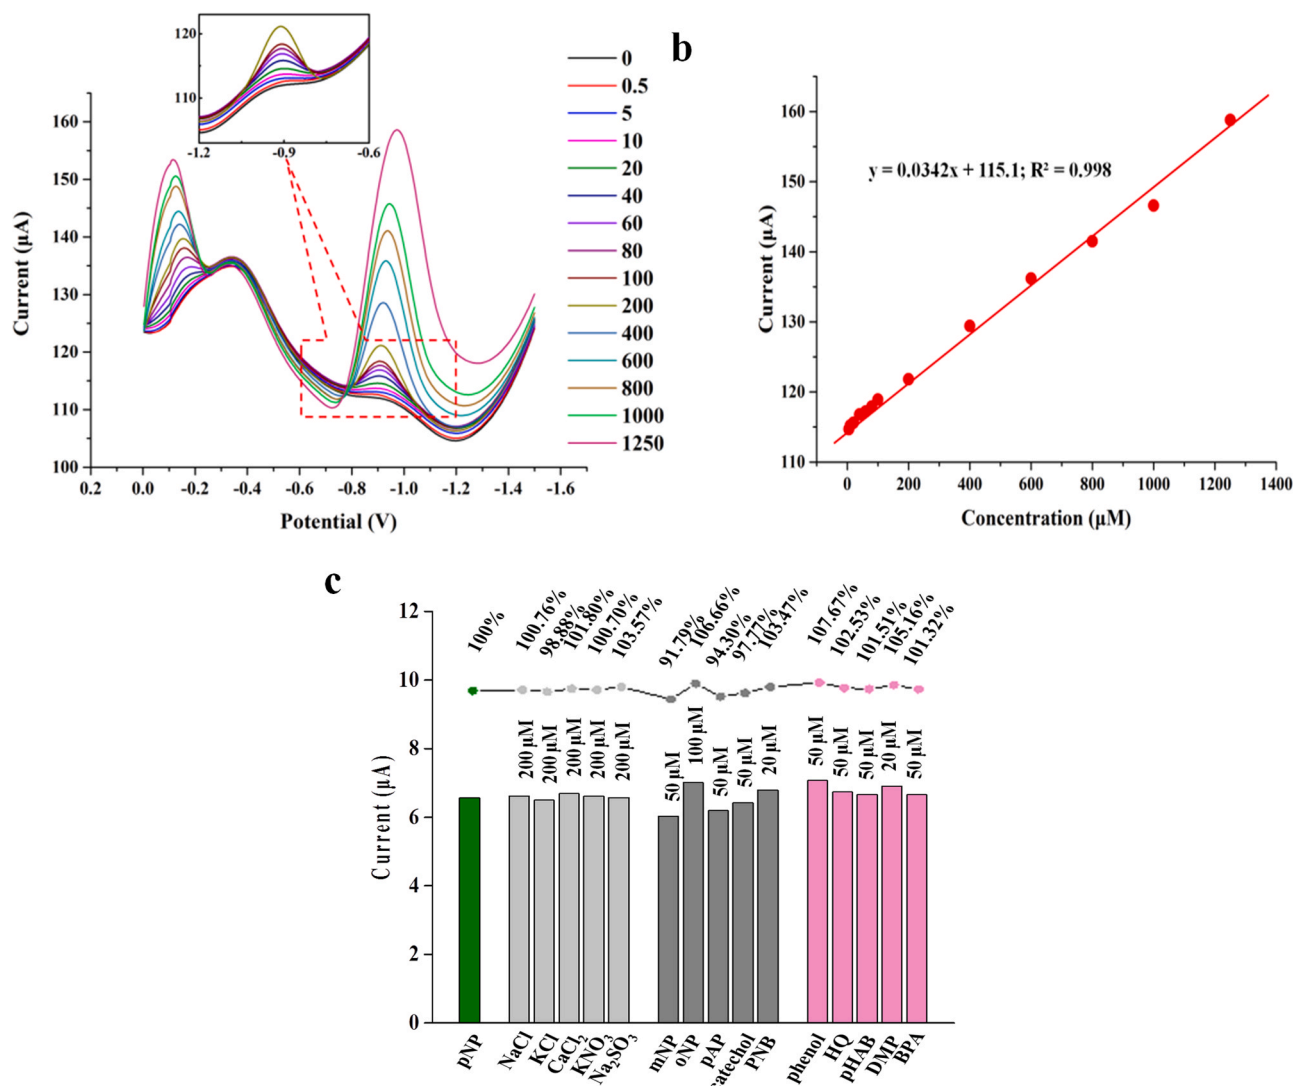 120
110
-1.2
-0.9
-0.6
160
150
140
130
120
110
100
0.2
0.0
-0.2
-0.4
-0.6
-0.8
-1.0
-1.2
-1.4
-1.6
Current (µA)
Potential (V)
0
0.5
5
10
20
40
60
80
100
200
400
600
800
1000
1250
b
160
150
140
130
120
110
0
200
400
600
800
1000
1200
1400
y = 0.0342x + 115.1; R² = 0.998
Current (µA)
Concentration (µM)
c
12
10
8
6
4
2
0
Current (µA)
100%
100.76%
98.88%
101.80%
100.70%
103.57%
91.79%
106.66%
94.30%
97.77%
103.47%
107.67%
102.53%
101.51%
105.16%
101.32%
200 µM
200 µM
200 µM
200 µM
200 µM
50 µM
100 µM
50 µM
50 µM
20 µM
50 µM
50 µM
50 µM
20 µM
50 µM
pNP
NaCl
KCl
CaCl₂
KNO₃
Na₂SO₃
mNP
oNP
pAP
catechol
PNB
phenol
HQ
pHAB
DMP
BPA